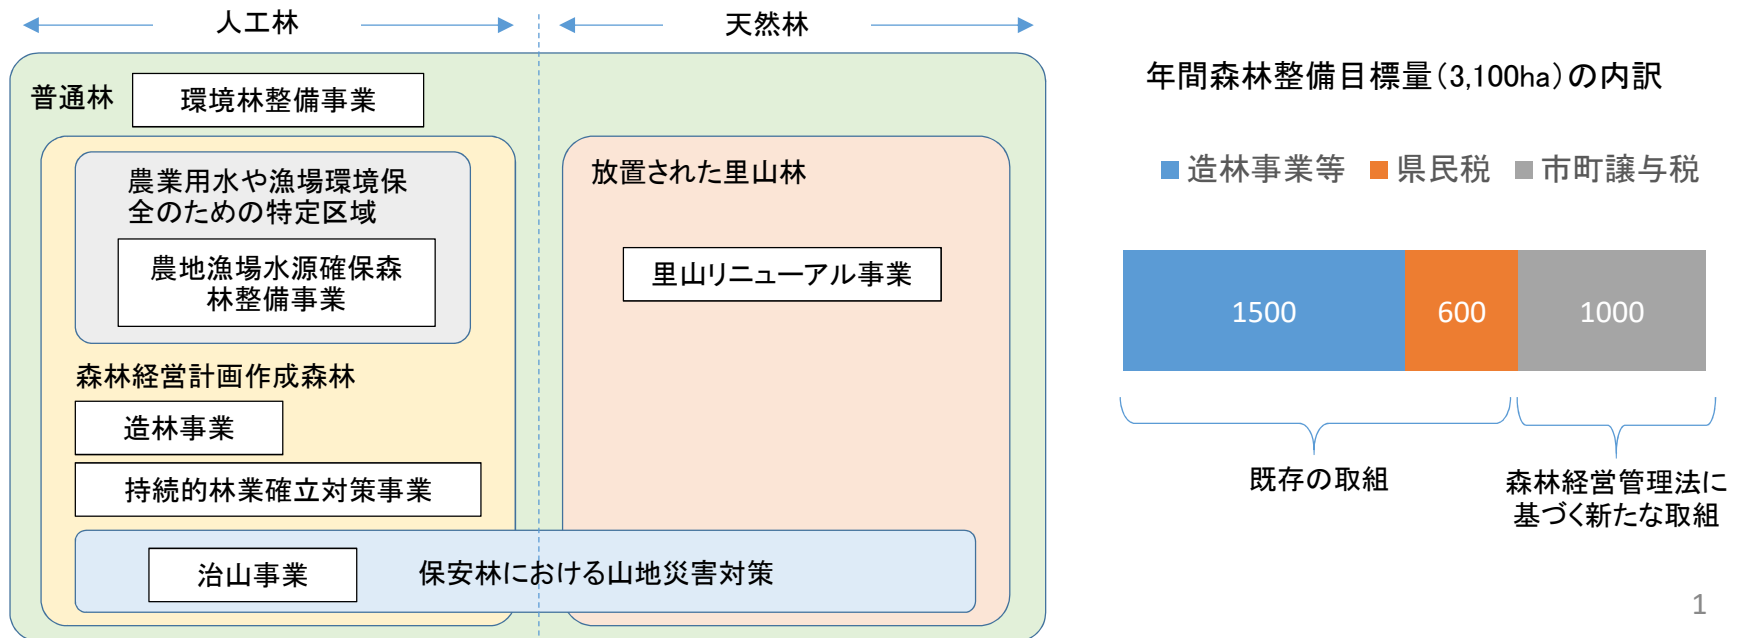 人工林
天然林
普通林
環境林整備事業
農業用水や漁場環境保
全のための特定区域
農地漁場水源確保森
林整備事業
森林経営計画作成森林
造林事業
持続的林業確立対策事業
放置された里山林
里山リニューアル事業
治山事業
保安林における山地災害対策
年間森林整備目標量(3,100ha)の内訳
造林事業等 県民税 市町譲与税
1500 600 1000
既存の取組
森林経営管理法に
基づく新たな取組
1